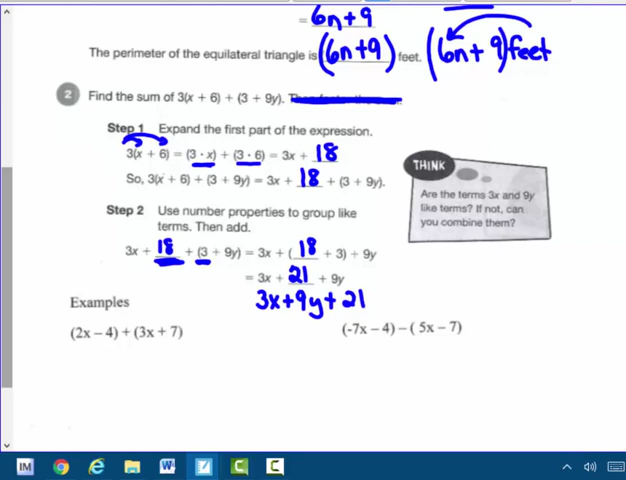 = 6n + 9
The perimeter of the equilateral triangle is (6n+9) feet. (6n + 9) feet
2 Find the sum of 3(x + 6) + (3 + 9y).
Step 1 Expand the first part of the expression.
3(x + 6) = (3 · x) + (3 · 6) = 3x + 18
So, 3(x + 6) + (3 + 9y) = 3x + 18 + (3 + 9y).
THINK
Are the terms 3x and 9y
like terms? If not, can
you combine them?
Step 2 Use number properties to group like
terms. Then add.
3x + 18 + (3 + 9y) = 3x + (18 + 3) + 9y
= 3x + 21 + 9y
3x+9y+21
Examples
(2x – 4) + (3x + 7)
(-7x – 4) – ( 5x – 7)
IM